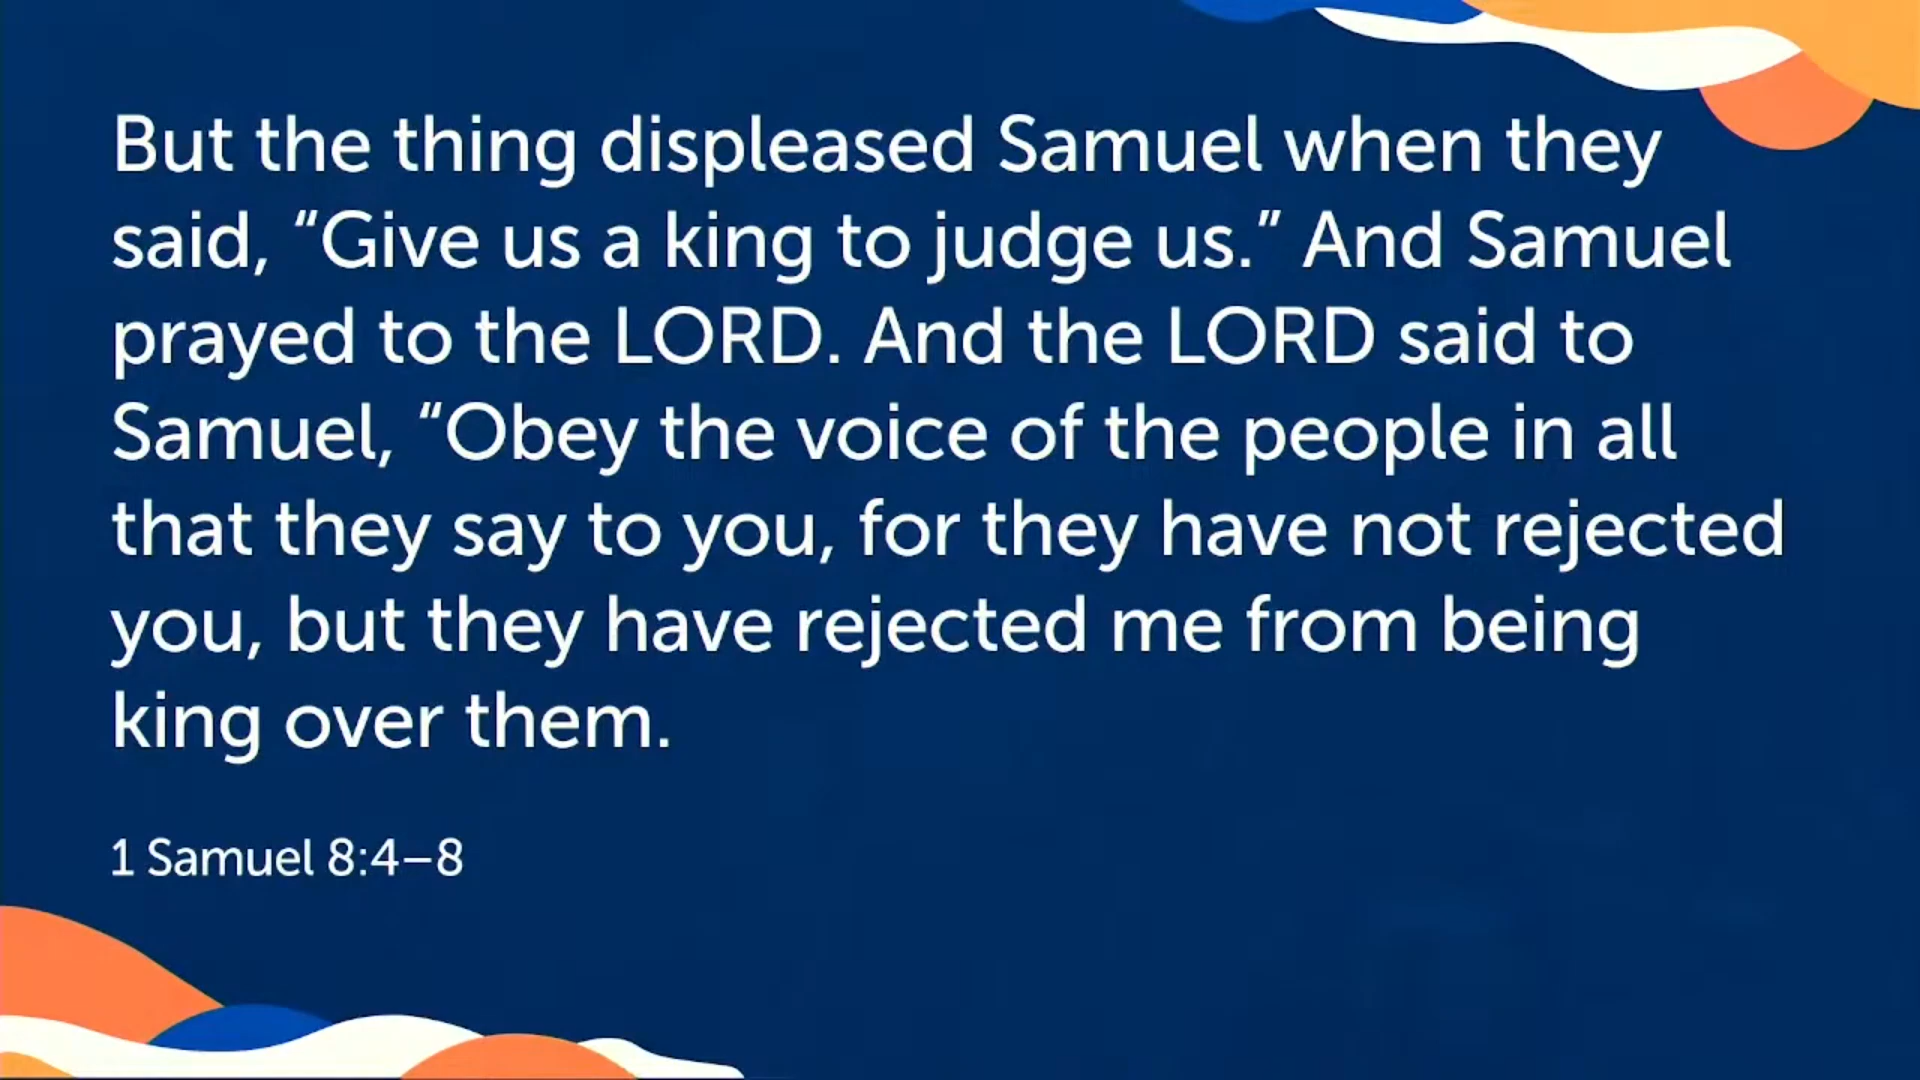 But the thing displeased Samuel when they
said, “Give us a king to judge us.” And Samuel
prayed to the LORD. And the LORD said to
Samuel, “Obey the voice of the people in all
that they say to you, for they have not rejected
you, but they have rejected me from being
king over them.
1 Samuel 8:4–8